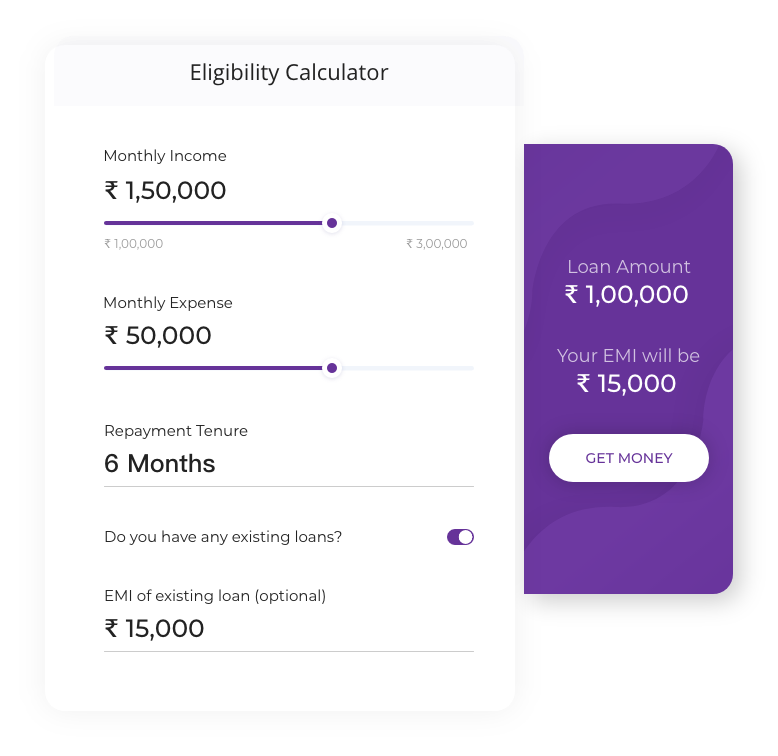 Eligibility Calculator
Monthly Income
₹ 1,50,000
₹ 1,00,000
₹ 3,00,000
Monthly Expense
₹ 50,000
Repayment Tenure
6 Months
Do you have any existing loans?
EMI of existing loan (optional)
₹ 15,000
Loan Amount
₹ 1,00,000
Your EMI will be
₹ 15,000
GET MONEY